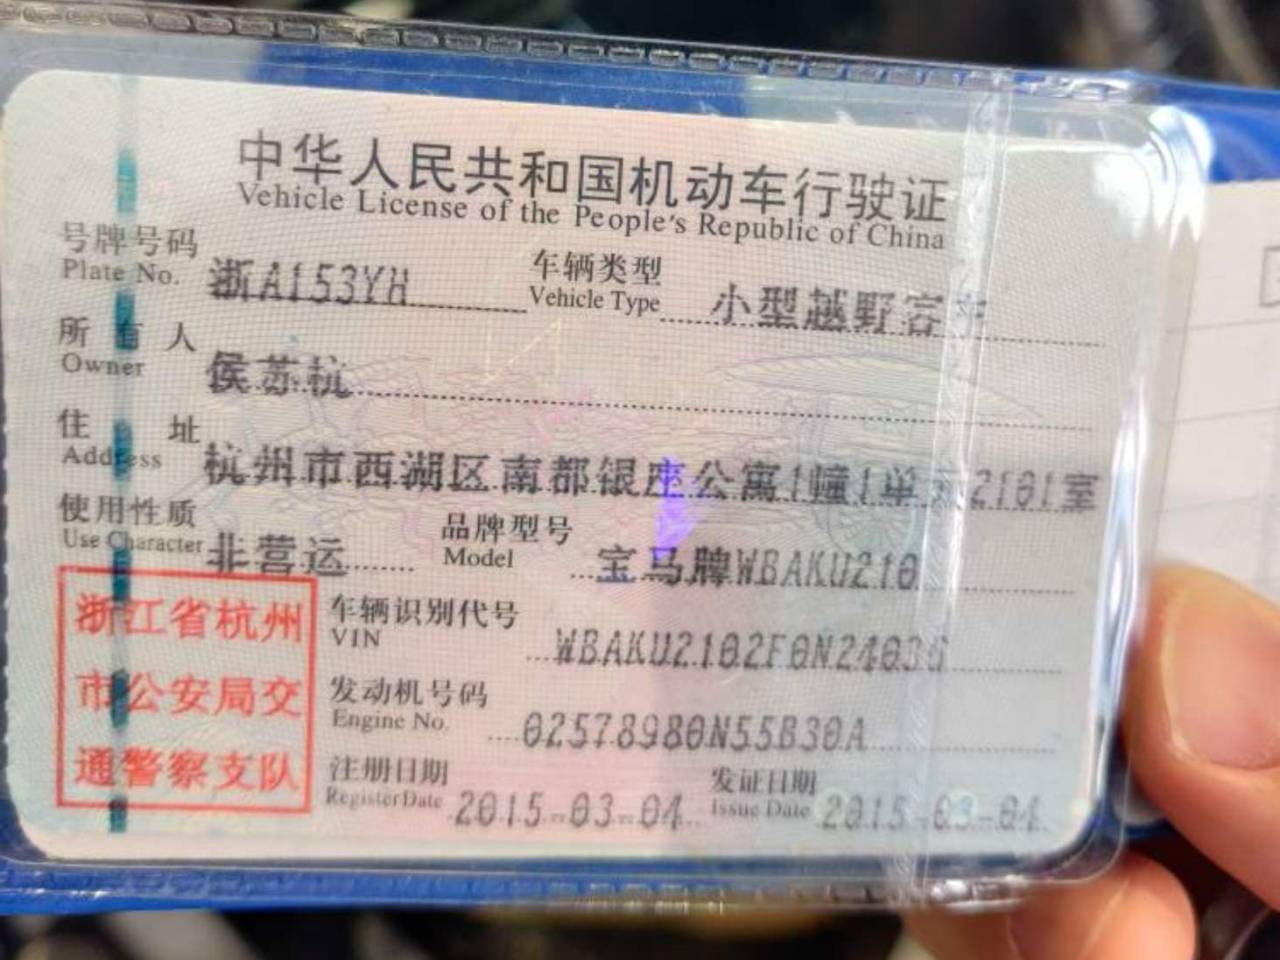 中华人民共和国机动车行驶证
Vehicle License of the People's Republic of China
号牌号码 浙A153YH 车辆类型 小型越野客车
Plate No. Vehicle Type
所有人 侯苏杭
Owner
住址 杭州市西湖区南都银座公寓1幢1单元2101室
Address
使用性质 非营运 品牌型号 宝马牌WBAKU210
Use Character Model
浙江省杭州
市公安局交
通警察支队
车辆识别代号 WBAKU2102F0N24036
VIN
发动机号码 02578980N55B30A
Engine No.
注册日期 2015-03-04 发证日期 2015-03-04
Register Date Issue Date